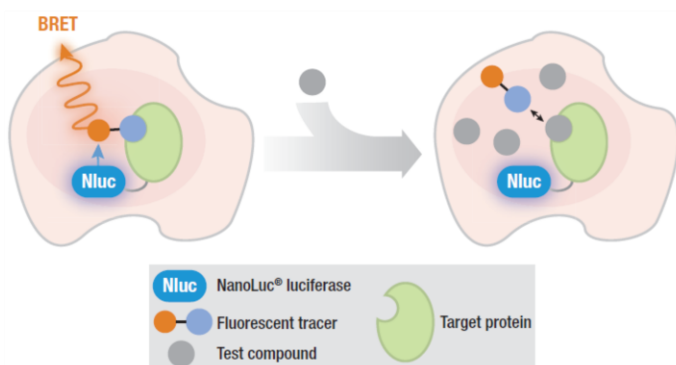 BRET
Nluc
Nluc
Nluc NanoLuc® luciferase
Fluorescent tracer
Test compound
Target protein